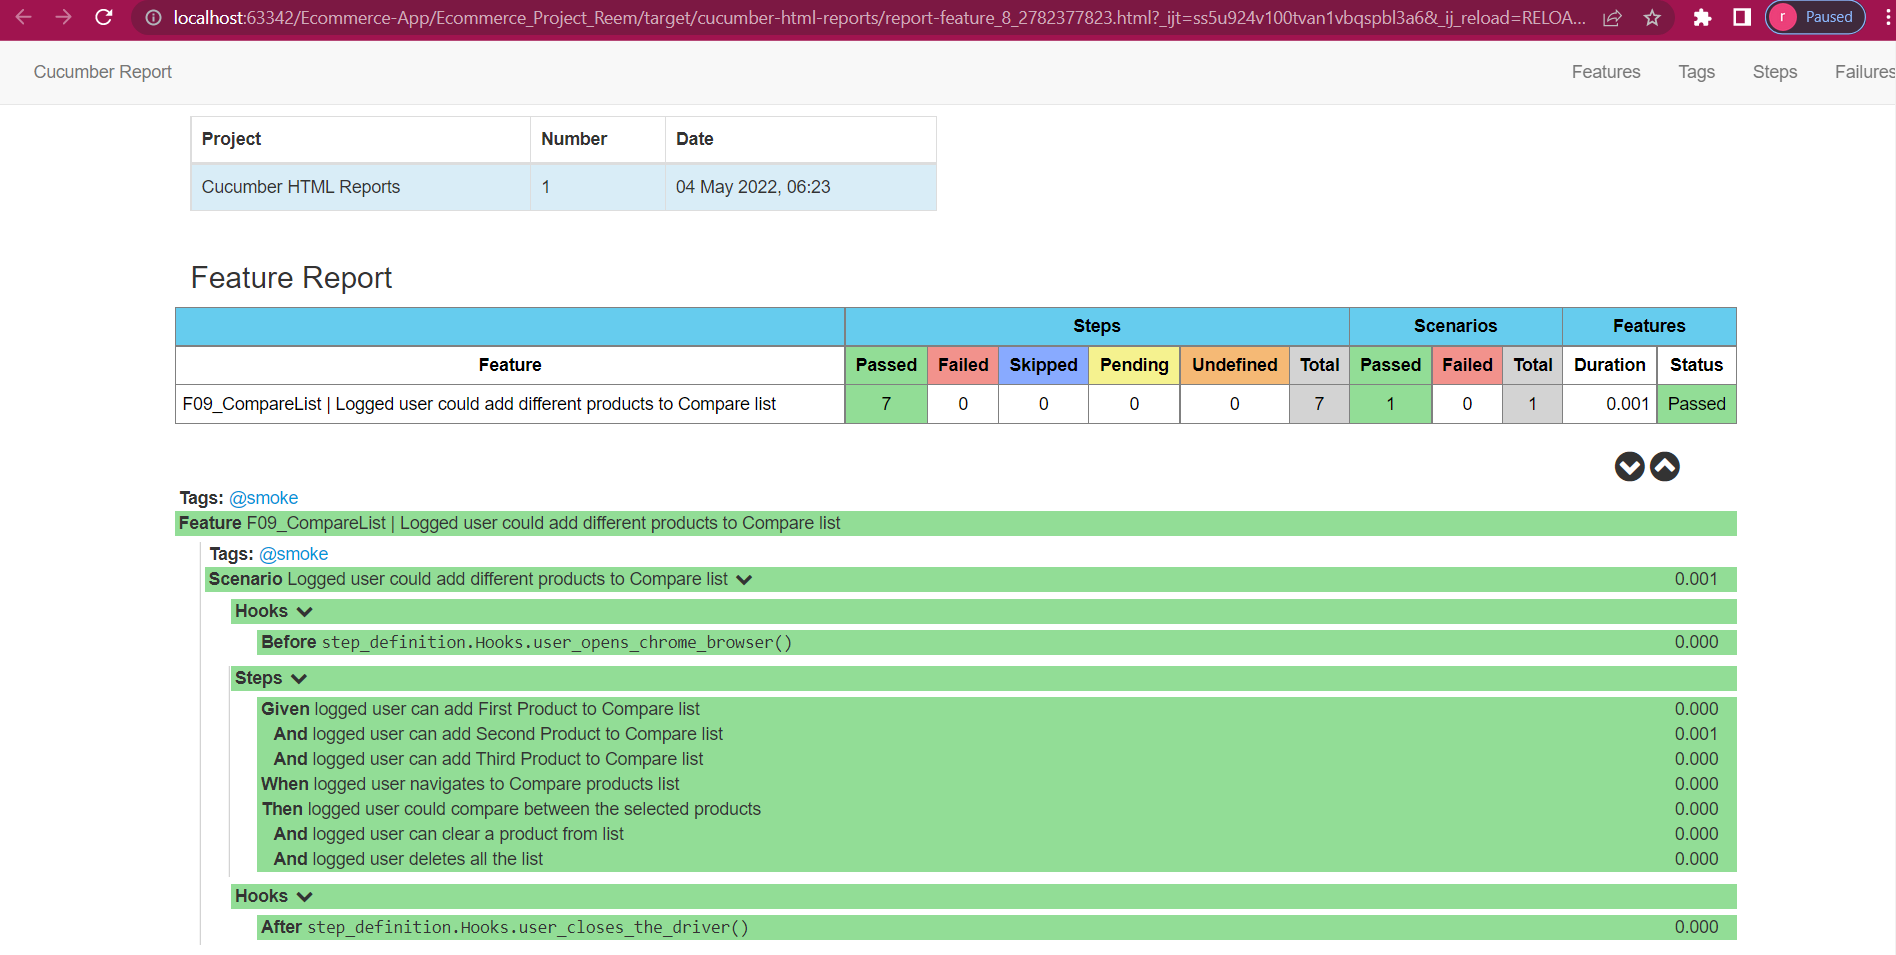 localhost:63342/Ecommerce-App/Ecommerce_Project_Reem/target/cucumber-html-reports/report-feature_8_2782377823.html?_ijt=ss5u924v100tvan1vbqspbl3a6&_ij_reload=RELOA... r Paused
Cucumber Report Features Tags Steps Failures
Project Number Date
Cucumber HTML Reports 1 04 May 2022, 06:23
Feature Report
Steps Scenarios Features
Feature Passed Failed Skipped Pending Undefined Total Passed Failed Total Duration Status
F09_CompareList | Logged user could add different products to Compare list 7 0 0 0 0 7 1 0 1 0.001 Passed
Tags: @smoke
Feature F09_CompareList | Logged user could add different products to Compare list
Tags: @smoke
Scenario Logged user could add different products to Compare list 0.001
Hooks
Before step_definition.Hooks.user_opens_chrome_browser() 0.000
Steps
Given logged user can add First Product to Compare list 0.000
And logged user can add Second Product to Compare list 0.001
And logged user can add Third Product to Compare list 0.000
When logged user navigates to Compare products list 0.000
Then logged user could compare between the selected products 0.000
And logged user can clear a product from list 0.000
And logged user deletes all the list 0.000
Hooks
After step_definition.Hooks.user_closes_the_driver() 0.000